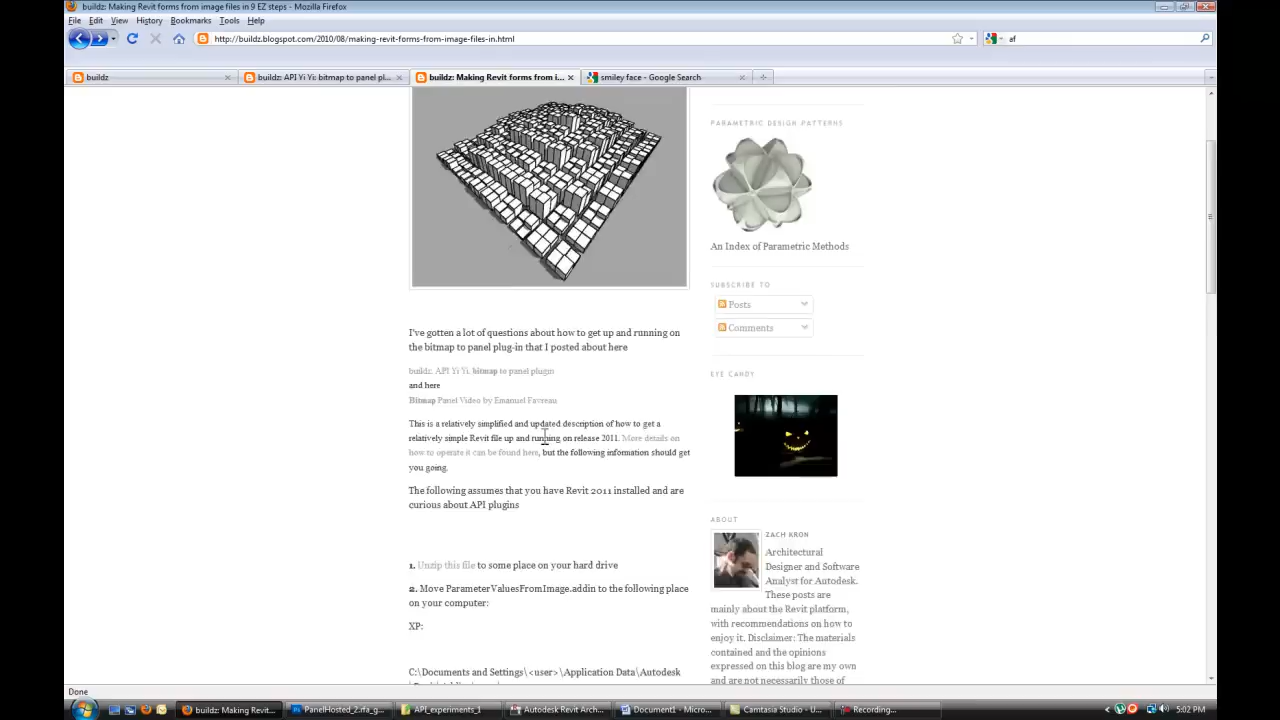 buildz: Making Revit forms from image files in 9 EZ steps - Mozilla Firefox
File Edit View History Bookmarks Tools Help
http://buildz.blogspot.com/2010/08/making-revit-forms-from-image-files-in.html
af
buildz
buildz: API Yi Yi: bitmap to panel pl...
buildz: Making Revit forms from i...
smiley face - Google Search
I've gotten a lot of questions about how to get up and running on
the bitmap to panel plug-in that I posted about here
buildz: API Yi Yi, bitmap to panel plugin
and here
Bitmap Panel Video by Emanuel Favreau
This is a relatively simplified and updated description of how to get a
relatively simple Revit file up and running on release 2011. More details on
how to operate it can be found here, but the following information should get
you going.
The following assumes that you have Revit 2011 installed and are
curious about API plugins
1. Unzip this file to some place on your hard drive
2. Move ParameterValuesFromImage.addin to the following place
on your computer:
XP:
C:\Documents and Settings\<user>\Application Data\Autodesk
PARAMETRIC DESIGN PATTERNS
An Index of Parametric Methods
SUBSCRIBE TO
Posts
Comments
EYE CANDY
ABOUT
ZACH KRON
Architectural
Designer and Software
Analyst for Autodesk.
These posts are
mainly about the Revit platform,
with recommendations on how to
enjoy it. Disclaimer: The materials
contained and the opinions
expressed on this blog are my own
and are not necessarily those of
Done
buildz: Making Revit...
PanelHosted_2.rfa_g...
API_experiments_1
Autodesk Revit Arch...
Document1 - Micro...
Camtasia Studio - U...
Recording...
5:02 PM